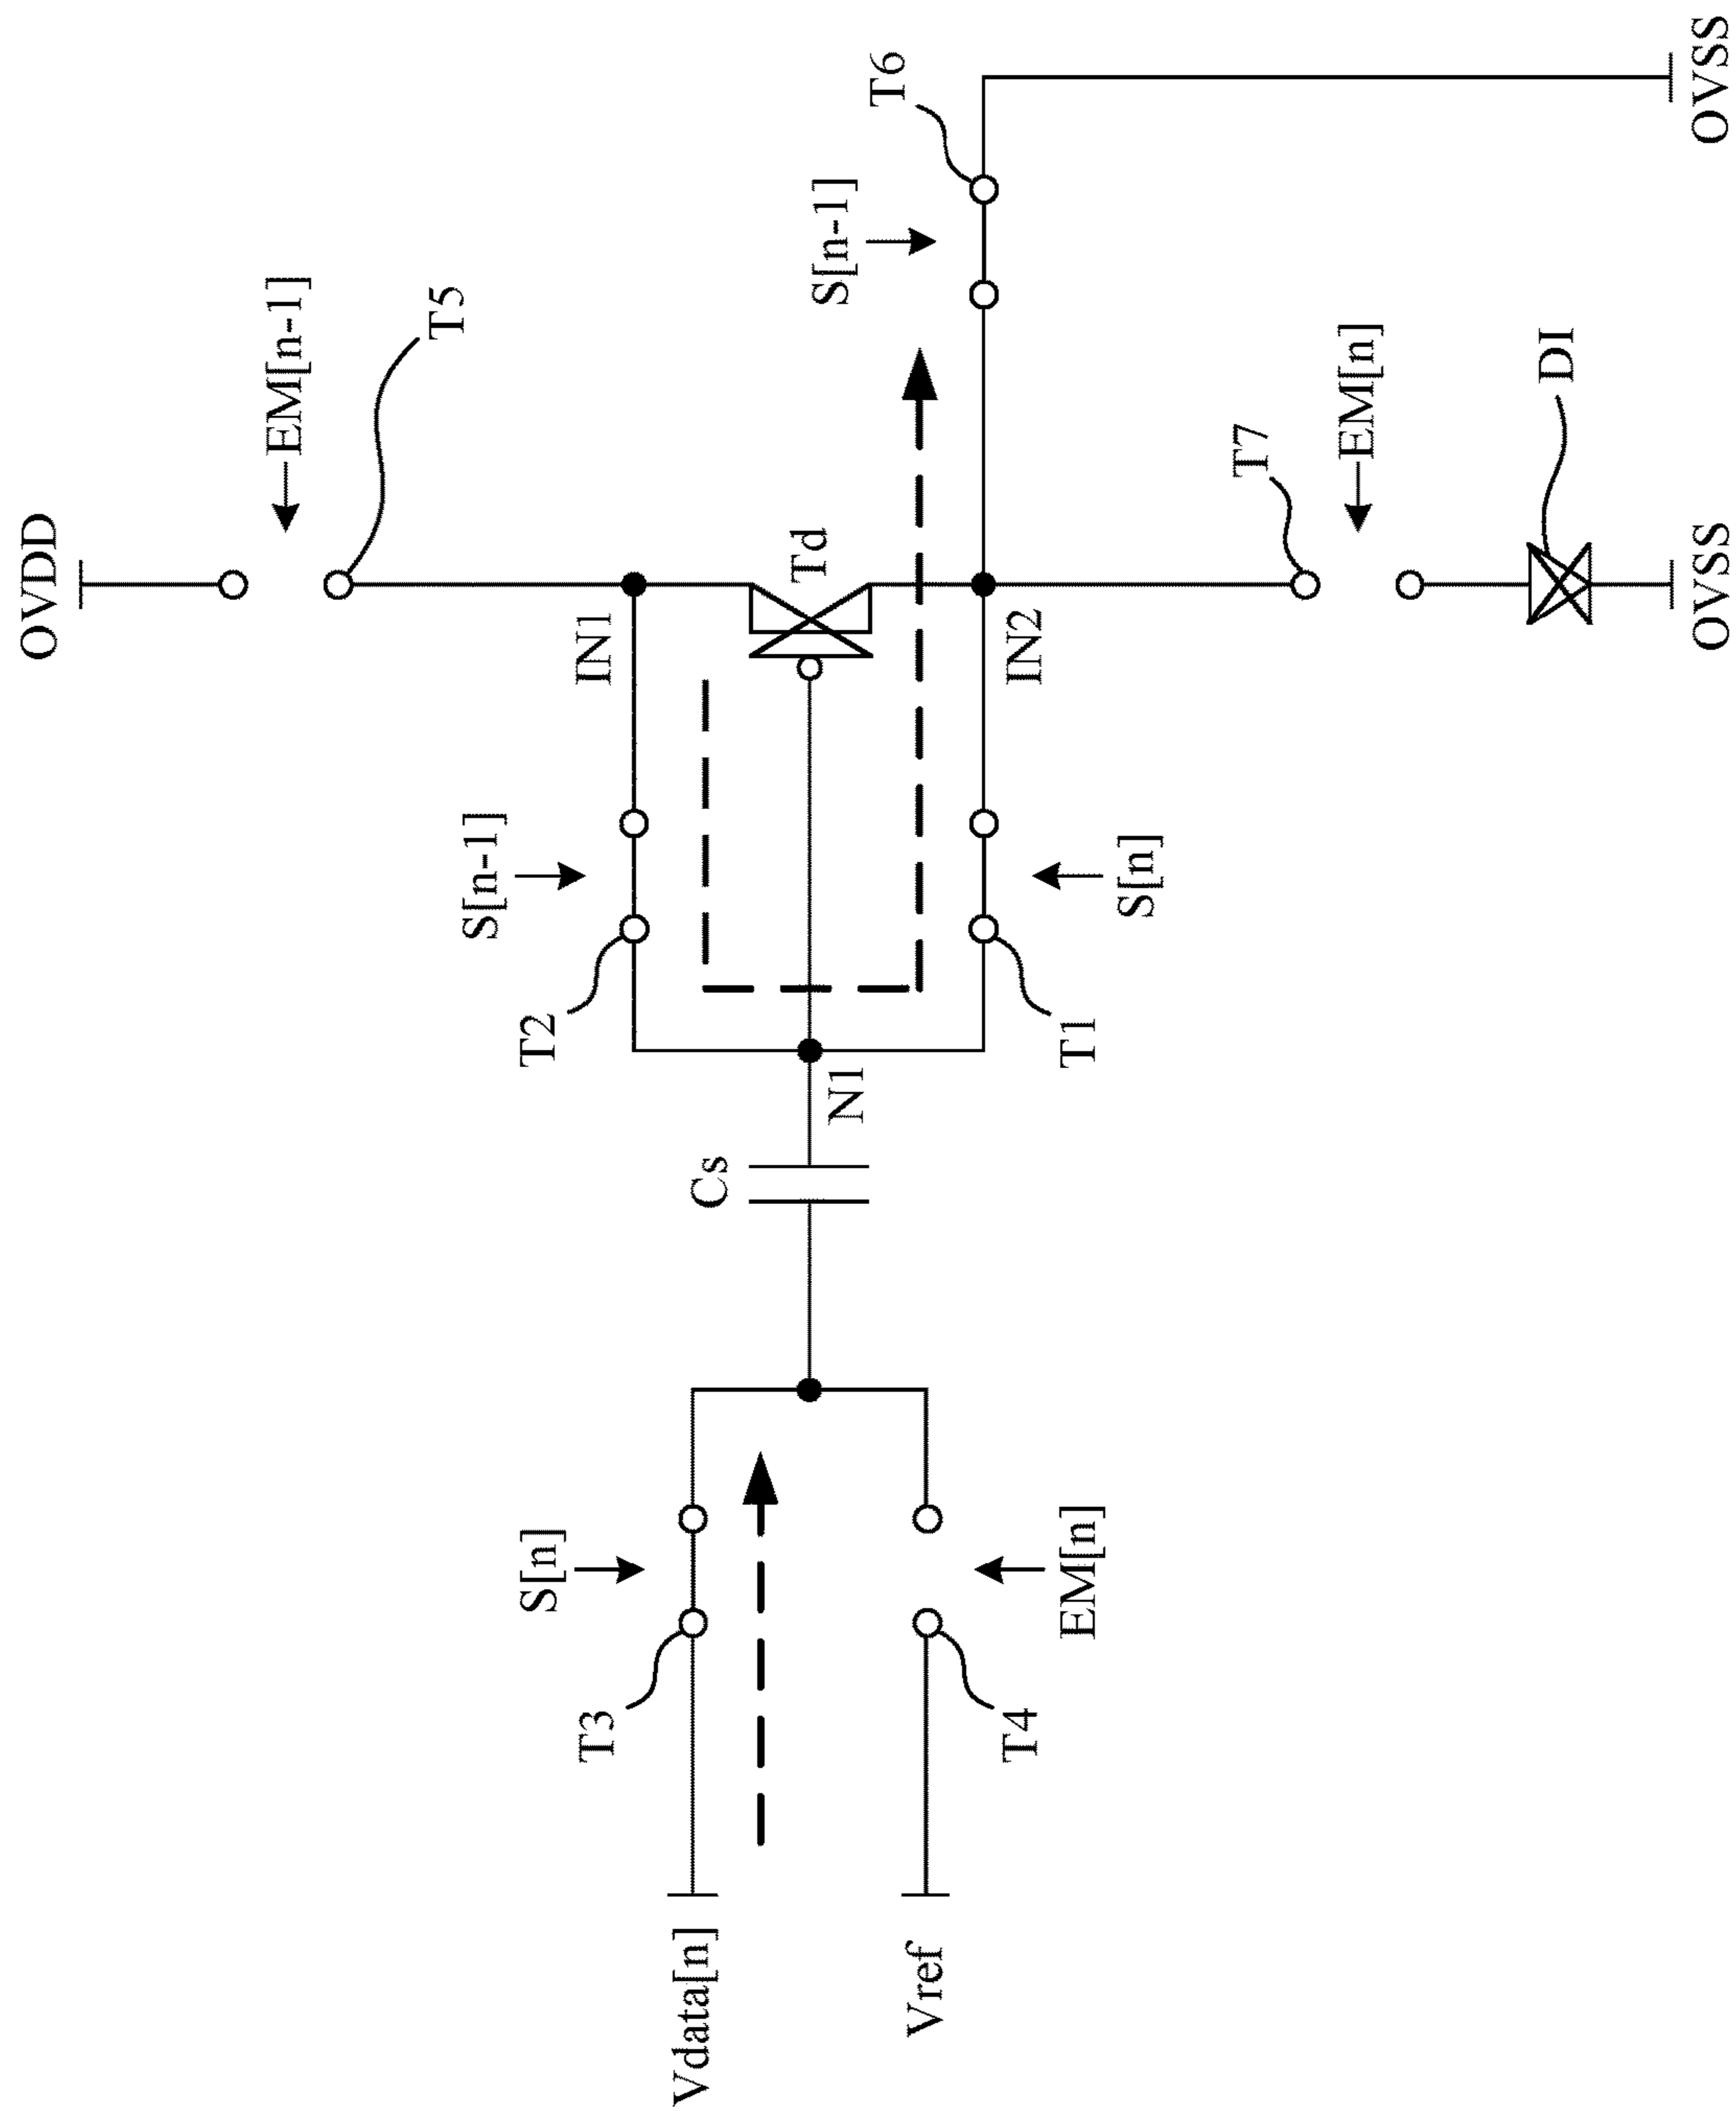 OVDD
EM[n-1]
T5
S[n-1]
T6
S[n-1]
IN1
Td
T2
Cs
N1
IN2
T1
S[n]
S[n]
T3
Vdata[n]
Vref
T4
EM[n]
T7
EM[n]
DI
OVSS
OVSS